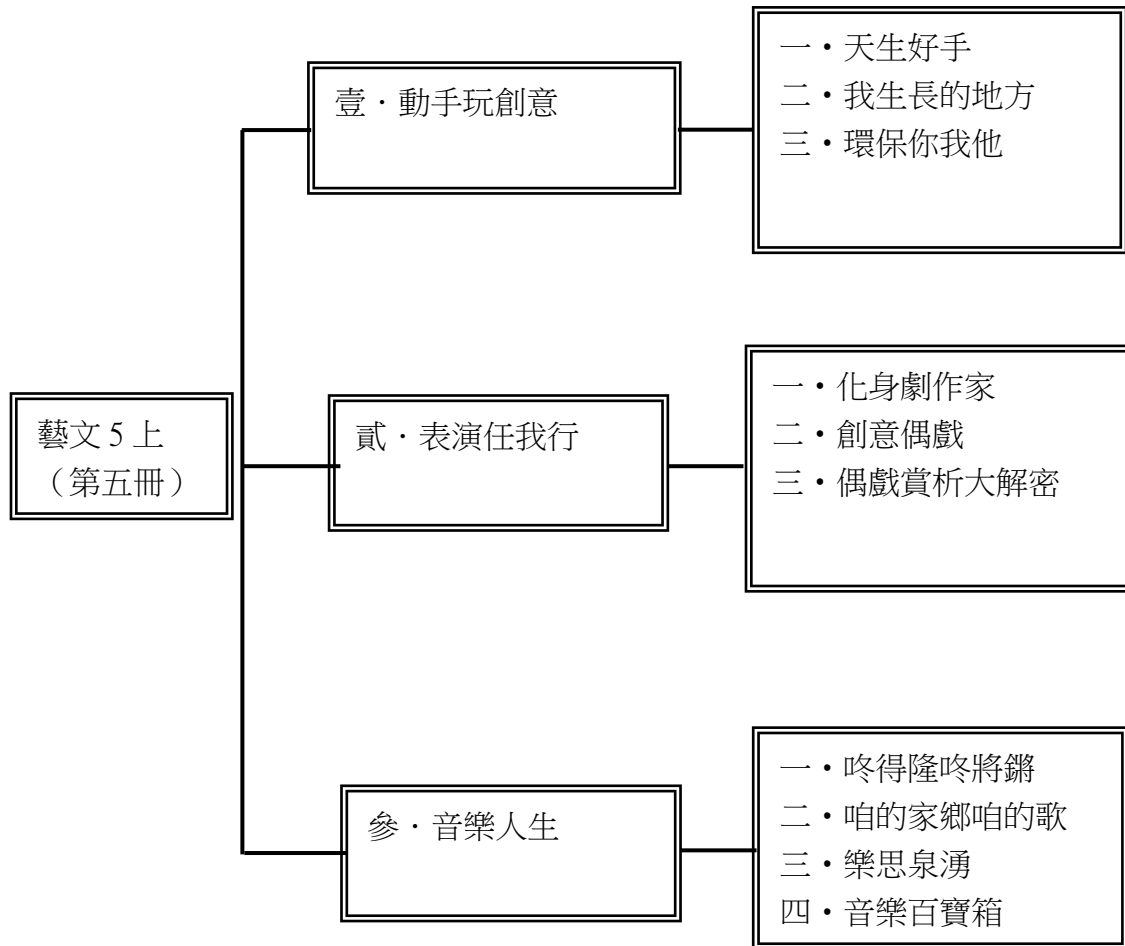 藝文 5 上
（第五冊）
壹．動手玩創意
一・天生好手
二・我生長的地方
三・環保你我他
貳．表演任我行
一・化身劇作家
二・創意偶戲
三・偶戲賞析大解密
參．音樂人生
一・咚得隆咚將鏘
二・咱的家鄉咱的歌
三・樂思泉湧
四・音樂百寶箱